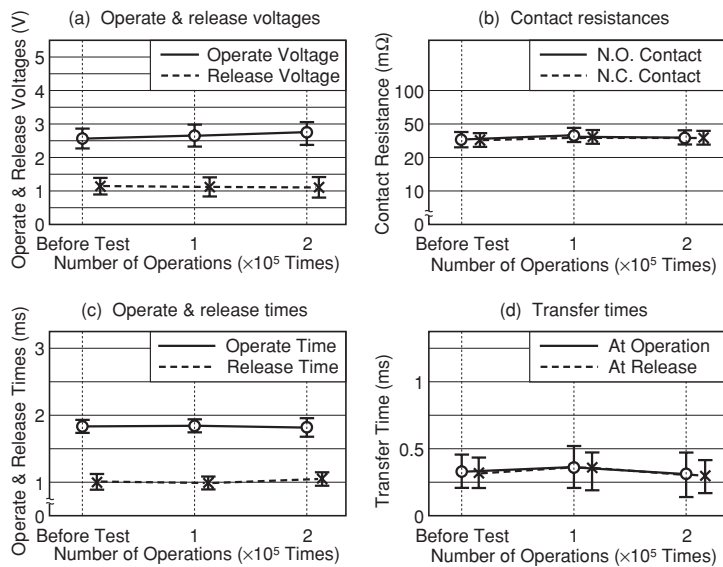 (a) Operate & release voltages
Operate & Release Voltages (V)
5
4
3
2
1
0
Operate Voltage
Release Voltage
Before Test
1
2
Number of Operations (×10⁵ Times)
(b) Contact resistances
Contact Resistance (mΩ)
100
50
20
10
0
N.O. Contact
N.C. Contact
Before Test
1
2
Number of Operations (×10⁵ Times)
(c) Operate & release times
Operate & Release Times (ms)
3
2
1
0
Operate Time
Release Time
Before Test
1
2
Number of Operations (×10⁵ Times)
(d) Transfer times
Transfer Time (ms)
1
0.5
0
At Operation
At Release
Before Test
1
2
Number of Operations (×10⁵ Times)